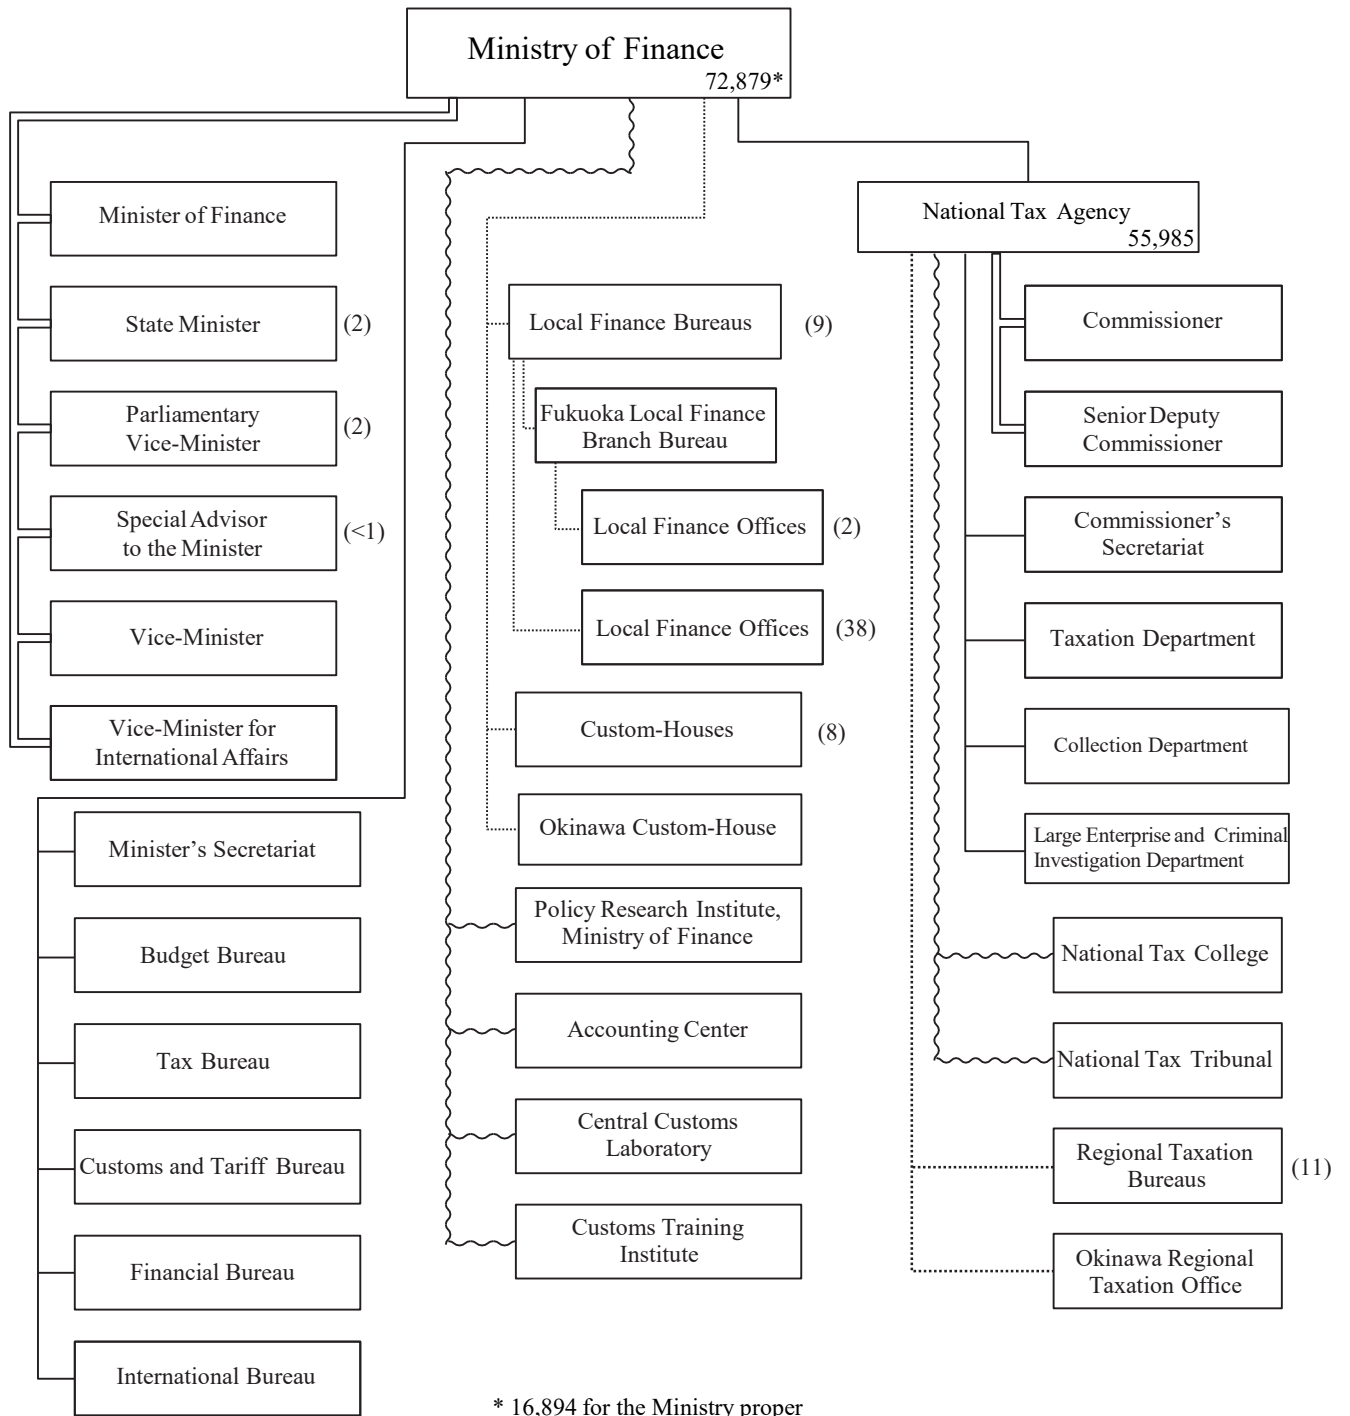 Ministry of Finance
72,879*
Minister of Finance
State Minister
(2)
Parliamentary
Vice-Minister
(2)
Special Advisor
to the Minister
(<1)
Vice-Minister
Vice-Minister for
International Affairs
Minister’s Secretariat
Budget Bureau
Tax Bureau
Customs and Tariff Bureau
Financial Bureau
International Bureau
Local Finance Bureaus
(9)
Fukuoka Local Finance
Branch Bureau
Local Finance Offices
(2)
Local Finance Offices
(38)
Custom-Houses
(8)
Okinawa Custom-House
Policy Research Institute,
Ministry of Finance
Accounting Center
Central Customs
Laboratory
Customs Training
Institute
National Tax Agency
55,985
Commissioner
Senior Deputy
Commissioner
Commissioner’s
Secretariat
Taxation Department
Collection Department
Large Enterprise and Criminal
Investigation Department
National Tax College
National Tax Tribunal
Regional Taxation
Bureaus
(11)
Okinawa Regional
Taxation Office
* 16,894 for the Ministry proper